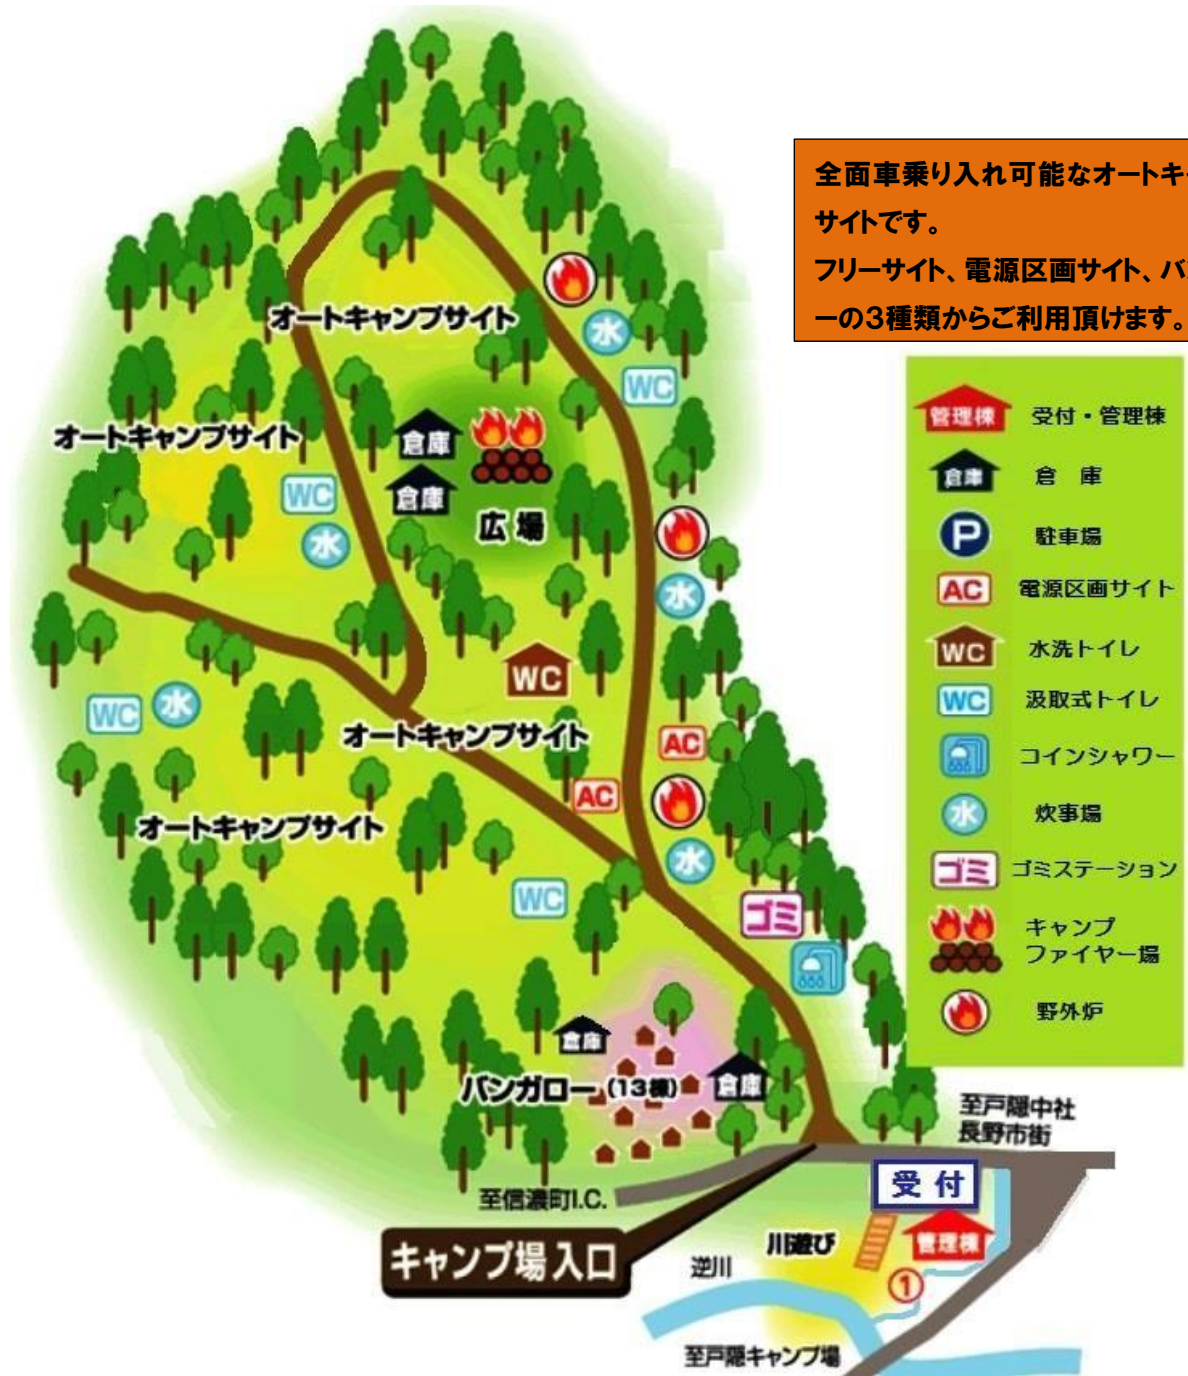 全面車乗り入れ可能なオートキ
サイトです。
フリーサイト、電源区画サイト、バ
ーの3種類からご利用頂けます。
オートキャンプサイト
水
WC
オートキャンプサイト
倉庫
倉庫
広場
WC
水
水
WC
WC
水
オートキャンプサイト
AC
AC
オートキャンプサイト
水
WC
ゴミ
倉庫
バンガロー(13棟)
倉庫
至戸隠中社
長野市街
受付
至信濃町I.C.
キャンプ場入口
川遊び
管理棟
①
逆川
至戸隠キャンプ場
管理棟 受付・管理棟
倉庫 倉 庫
P 駐車場
AC 電源区画サイト
WC 水洗トイレ
WC 汲取式トイレ
コインシャワー
水 炊事場
ゴミ ゴミステーション
キャンプ
ファイヤー場
野外炉